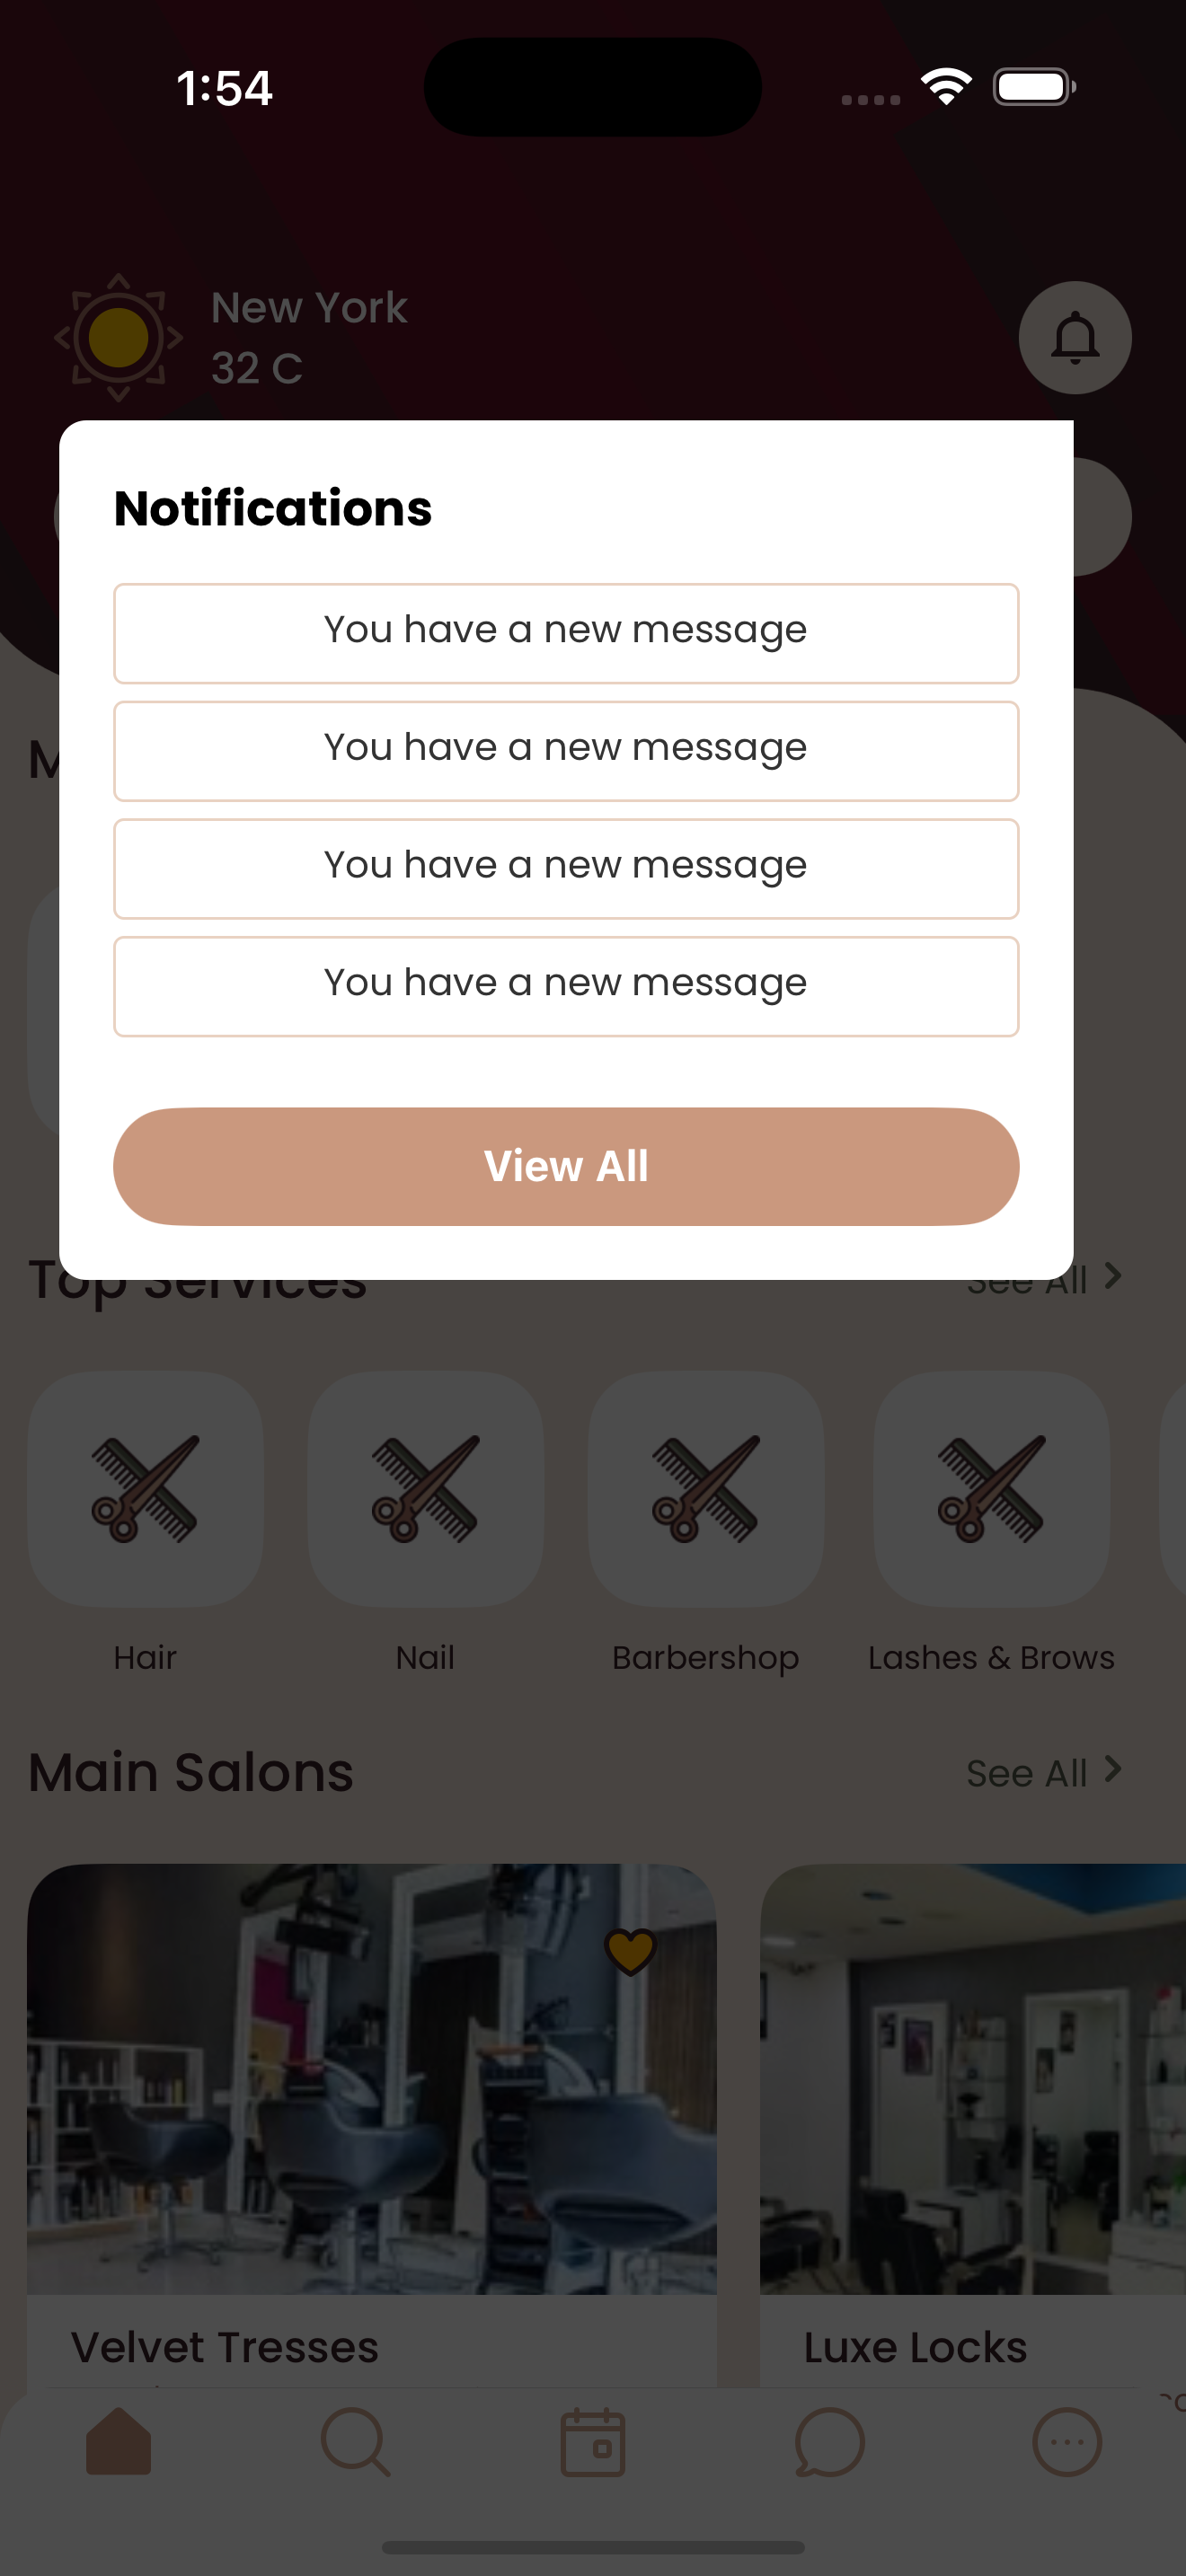 1:54
New York
32 C
Notifications
You have a new message
You have a new message
You have a new message
You have a new message
View All
Top Services
See All
Hair
Nail
Barbershop
Lashes & Brows
Main Salons
See All
Velvet Tresses
Luxe Locks